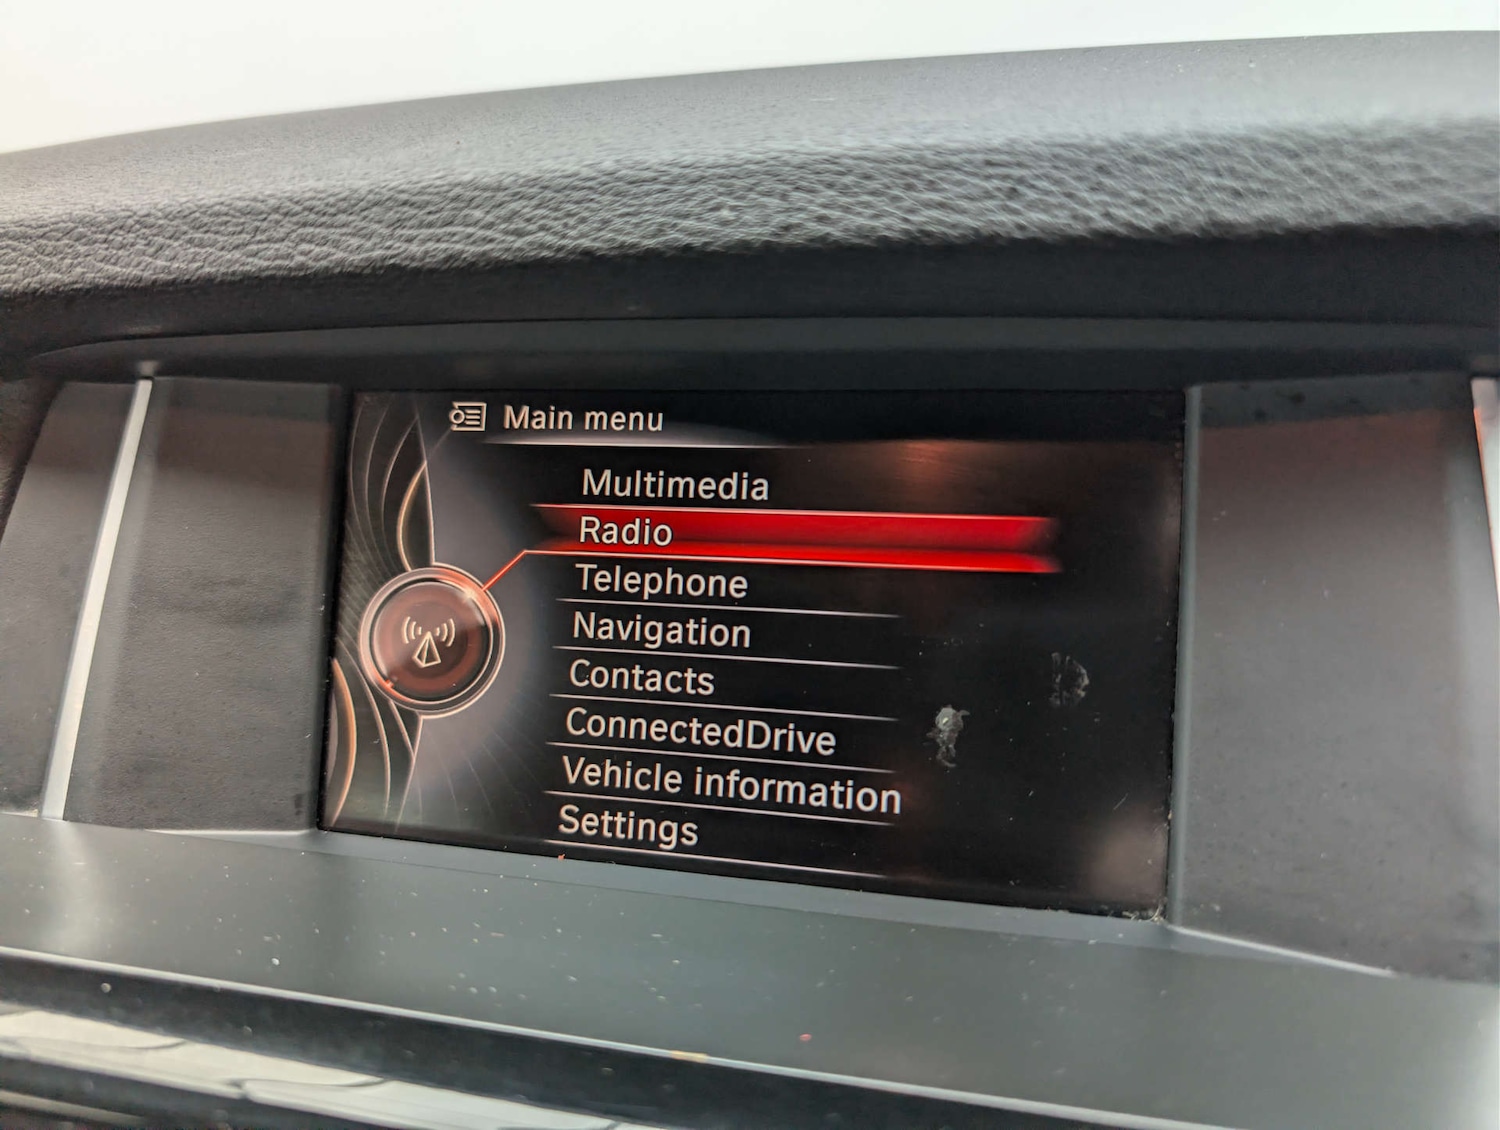 Main menu
Multimedia
Radio
Telephone
Navigation
Contacts
ConnectedDrive
Vehicle information
Settings